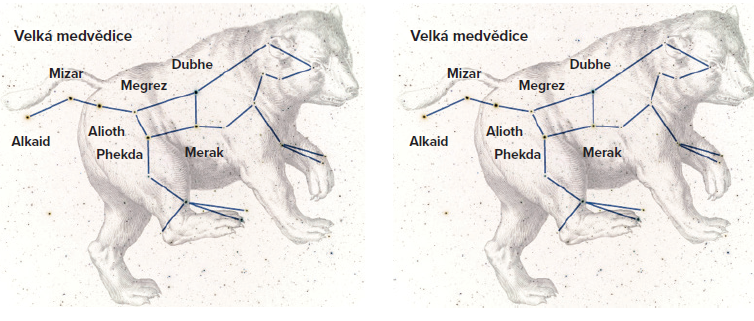 Velká medvědice
Dubhe
Mizar
Megrez
Alioth
Alkaid
Phekda
Merak
Velká medvědice
Dubhe
Mizar
Megrez
Alioth
Alkaid
Phekda
Merak